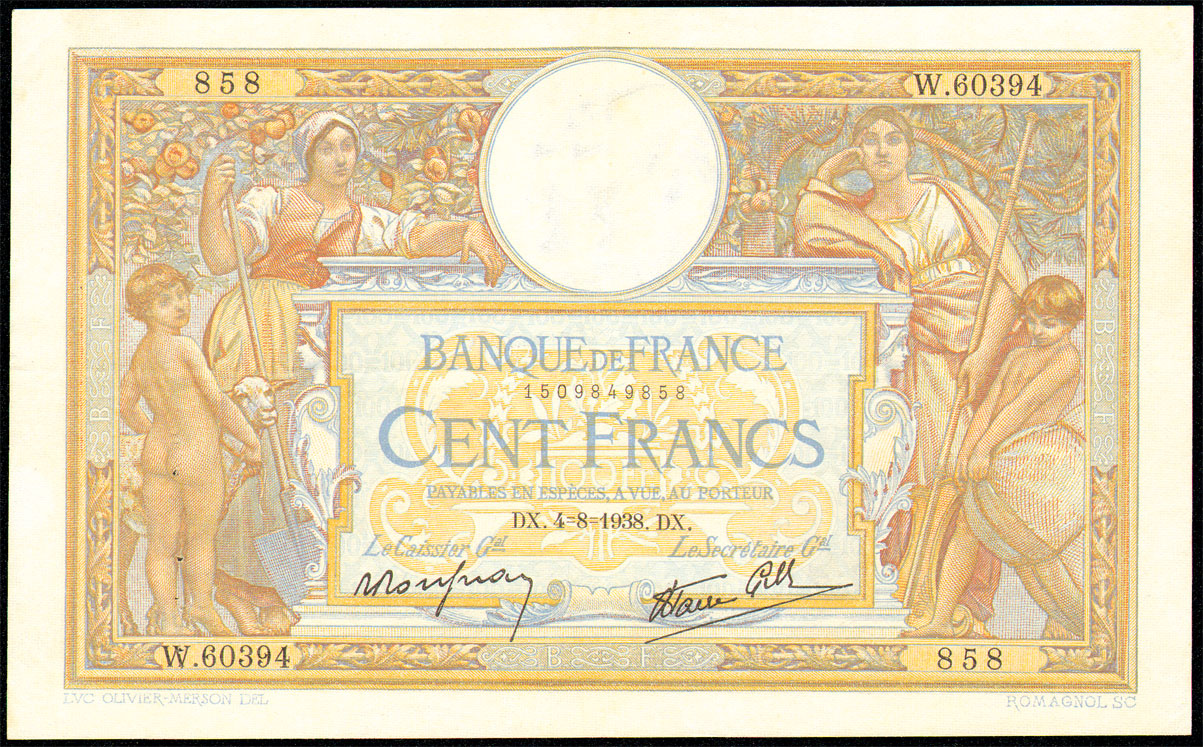 858
W.60394
BANQUE DE FRANCE
1509849858
CENT FRANCS
PAYABLES EN ESPÈCES, A VUE, AU PORTEUR
DX. 4=8=1938. DX.
Le Caissier Gal
Le Secrétaire Gal
W.60394
B F
858
B F
B F
LVC OLIVIER-MERSON DEL
ROMAGNOL SC